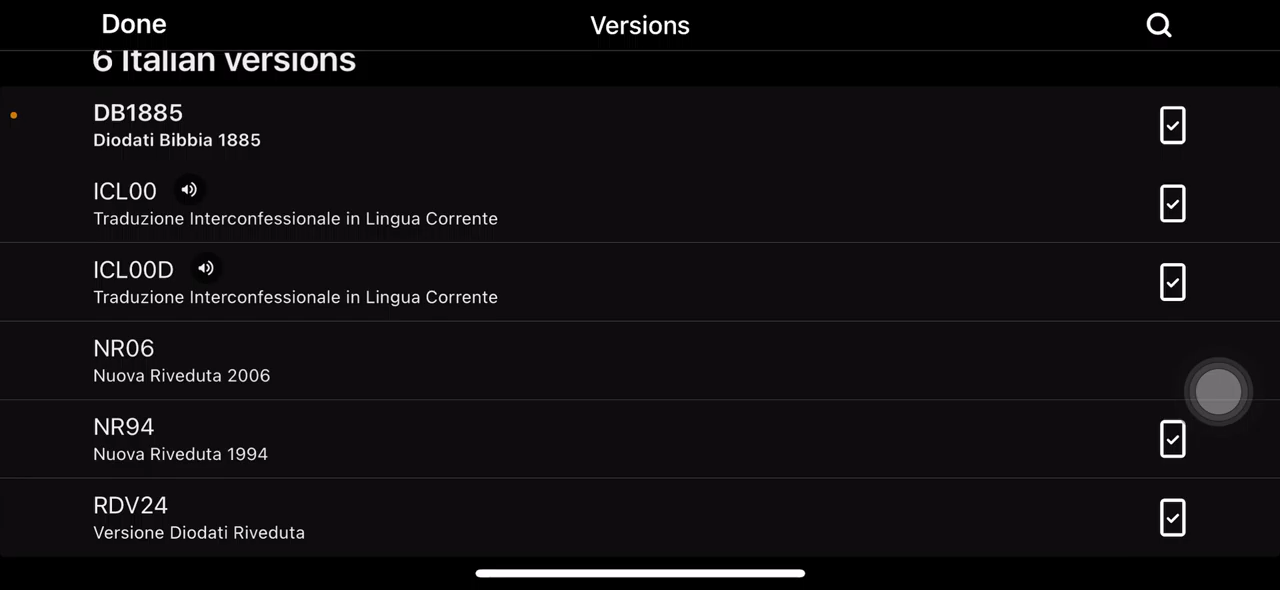 Done
Versions
6 Italian versions
DB1885
Diodati Bibbia 1885
ICL00
Traduzione Interconfessionale in Lingua Corrente
ICL00D
Traduzione Interconfessionale in Lingua Corrente
NR06
Nuova Riveduta 2006
NR94
Nuova Riveduta 1994
RDV24
Versione Diodati Riveduta